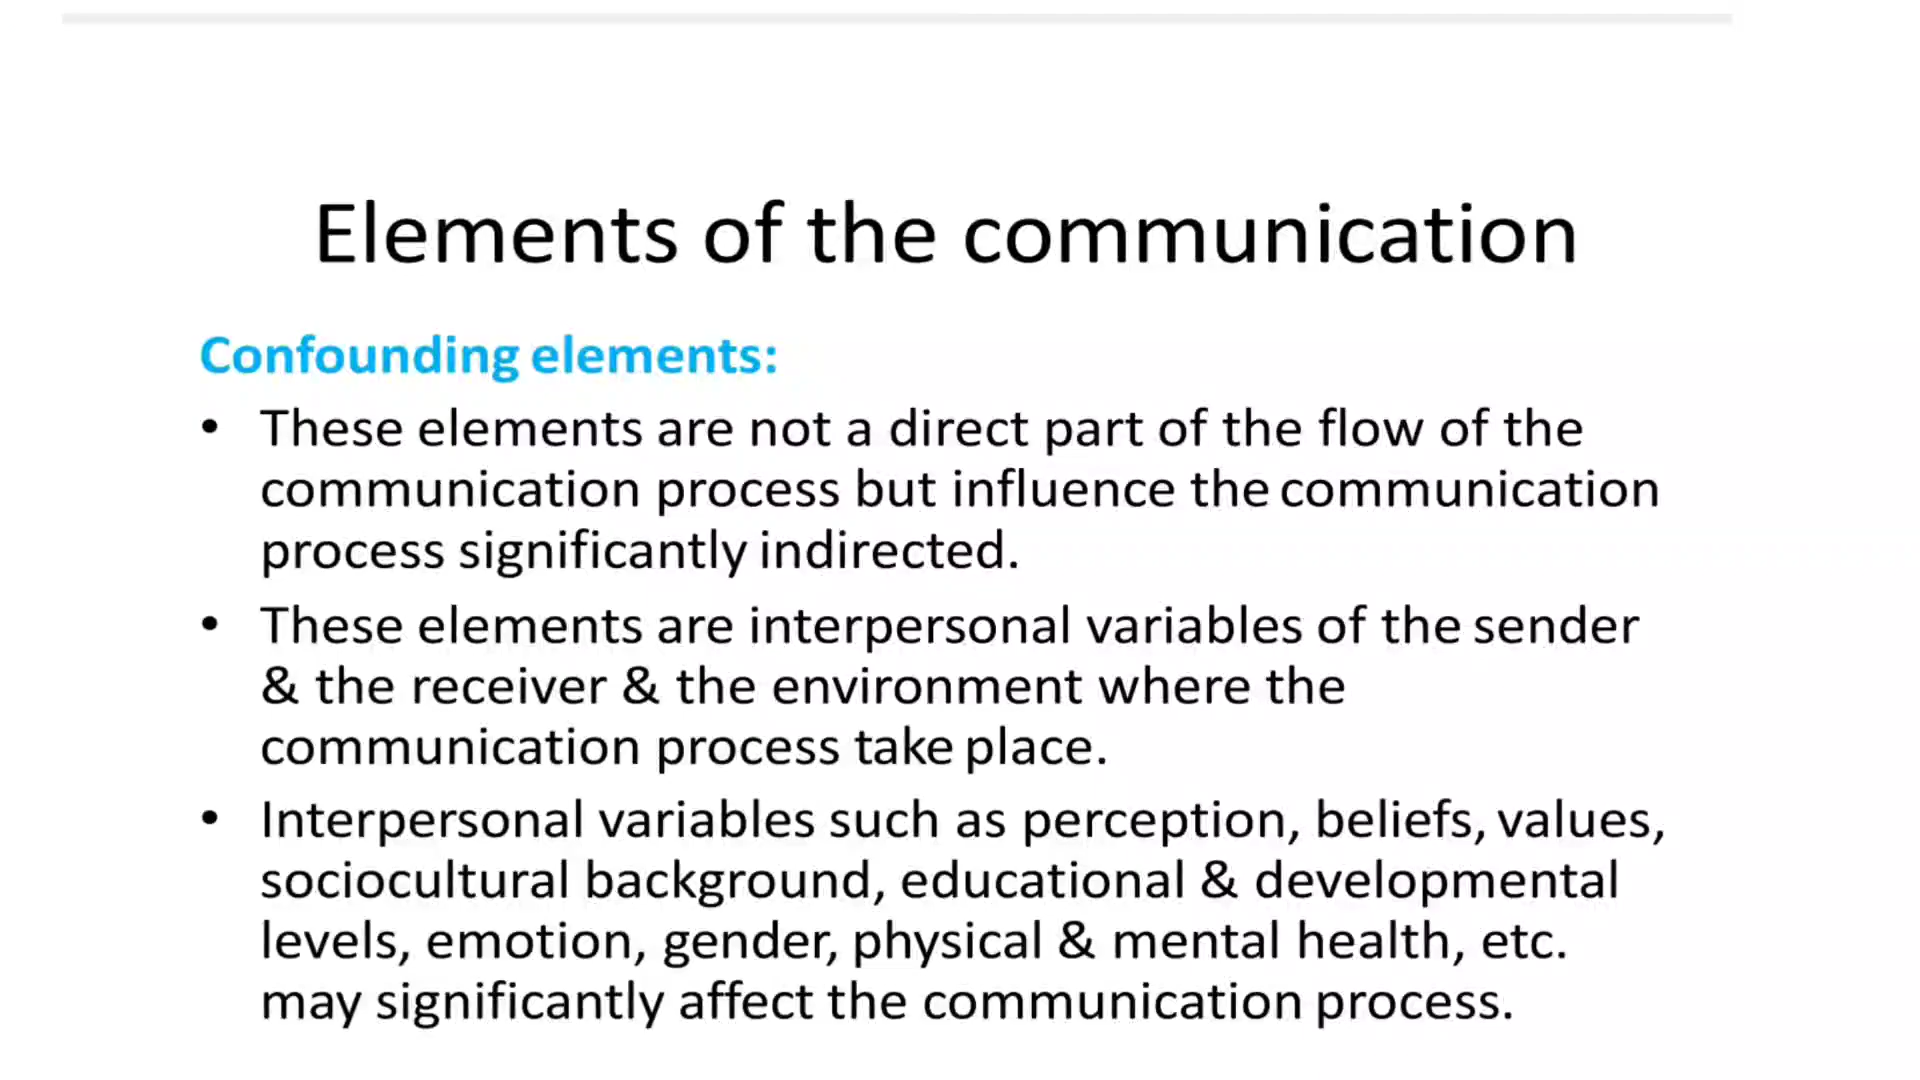 Elements of the communication
Confounding elements:
• These elements are not a direct part of the flow of the
communication process but influence the communication
process significantly indirected.
• These elements are interpersonal variables of the sender
& the receiver & the environment where the
communication process take place.
• Interpersonal variables such as perception, beliefs, values,
sociocultural background, educational & developmental
levels, emotion, gender, physical & mental health, etc.
may significantly affect the communication process.